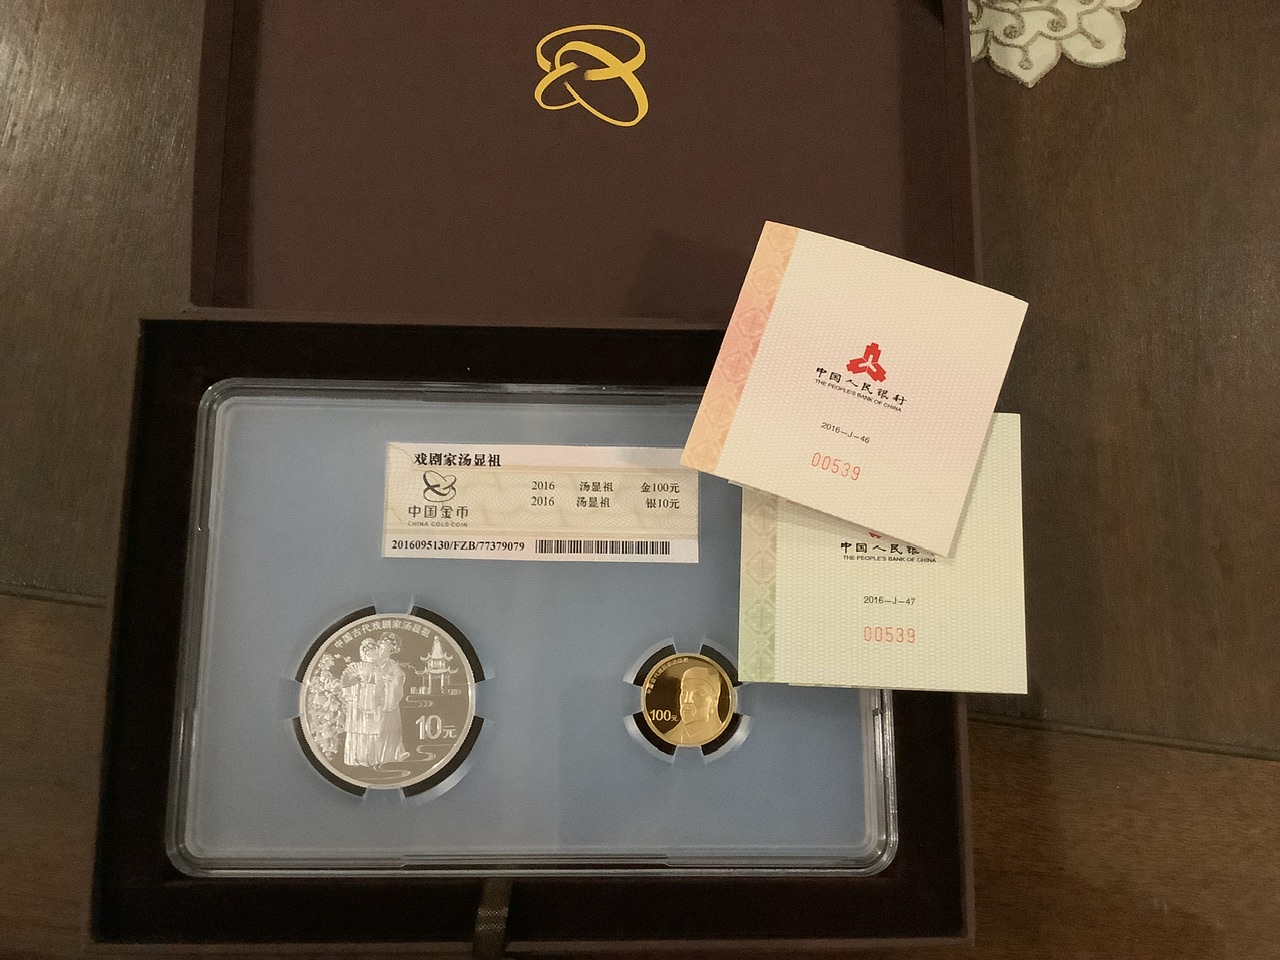 中国人民银行
THE PEOPLE'S BANK OF CHINA
2016—J—46
00539
中国人民银
THE PEOPLE'S BANK OF CHINA
2016—J—47
00539
戏剧家汤显祖
2016 汤显祖 金100元
2016 汤显祖 银10元
中国金币
CHINA GOLD COIN
2016095130/FZB/77379079
中国古代戏剧家汤显祖
10元
100元